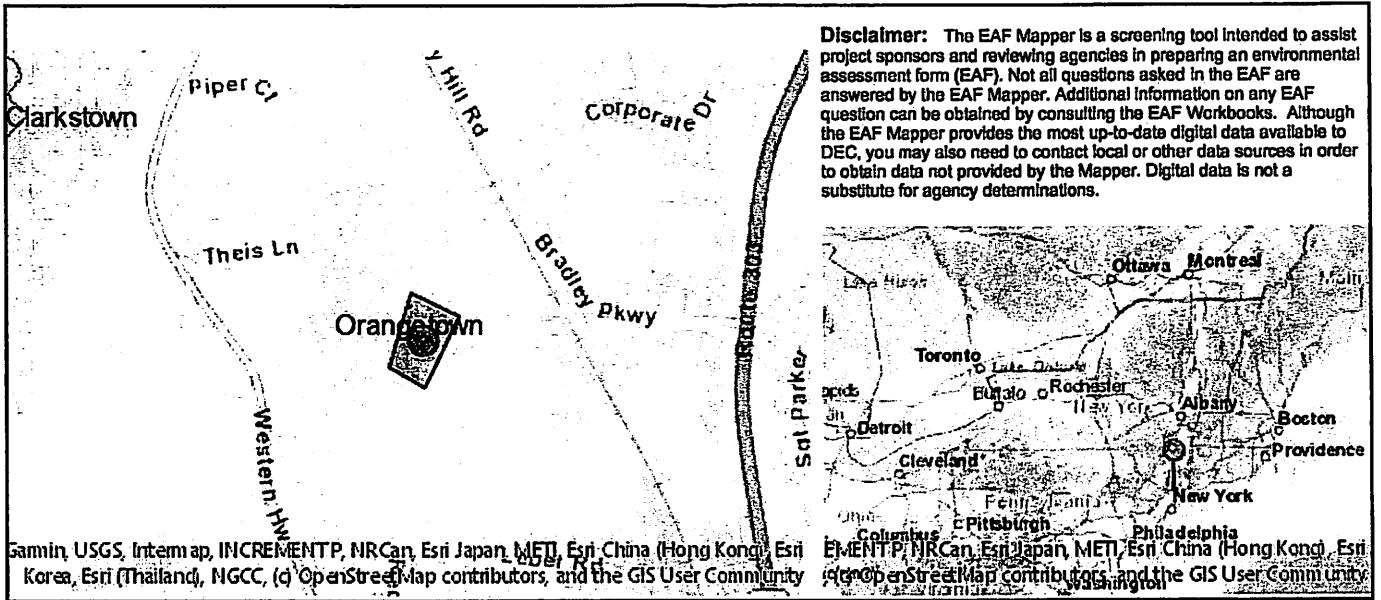 Disclaimer: The EAF Mapper is a screening tool intended to assist
project sponsors and reviewing agencies in preparing an environmental
assessment form (EAF). Not all questions asked in the EAF are
answered by the EAF Mapper. Additional information on any EAF
question can be obtained by consulting the EAF Workbooks. Although
the EAF Mapper provides the most up-to-date digital data available to
DEC, you may also need to contact local or other data sources in order
to obtain data not provided by the Mapper. Digital data is not a
substitute for agency determinations.
Piper Ct
y Hill Rd
Corporate Dr
Clarkstown
Theis Ln
Bradley Pkwy
Orangetown
Western Hw
Sgt Parke
Garmin, USGS, Intermap, INCREMENT P, NRCan, Esri Japan, METI, Esri China (Hong Kong), Esri
Korea, Esri (Thailand), NGCC, (c) OpenStreetMap contributors, and the GIS User Community
Ottawa
Montreal
Toronto
Rochester
Buffalo
Albany
Boston
Detroit
Providence
Cleveland
New York
Pittsburgh
Columbus
Philadelphia
EMENT P, NRCan, Esri Japan, METI, Esri China (Hong Kong), Esri
(c) OpenStreetMap contributors, and the GIS User Community
Washington